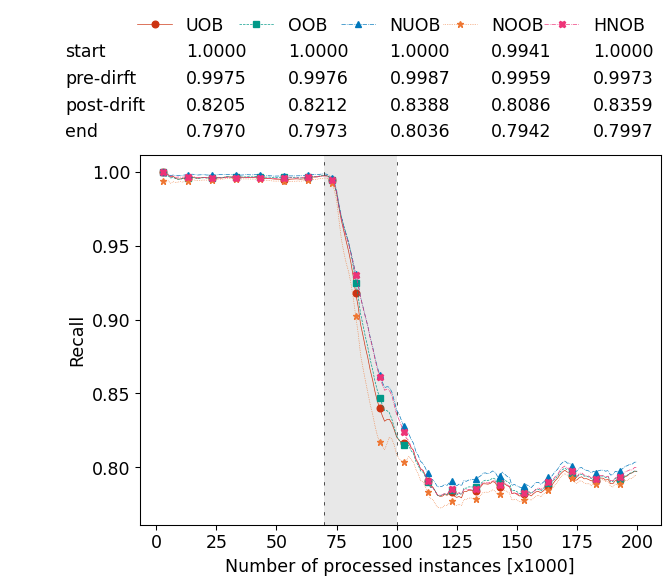 UOB OOB NUOB NOOB HNOB
start 1.0000 1.0000 1.0000 0.9941 1.0000
pre-dirft 0.9975 0.9976 0.9987 0.9959 0.9973
post-drift 0.8205 0.8212 0.8388 0.8086 0.8359
end 0.7970 0.7973 0.8036 0.7942 0.7997
1.00
0.95
0.90
0.85
0.80
Recall
0 25 50 75 100 125 150 175 200
Number of processed instances [x1000]